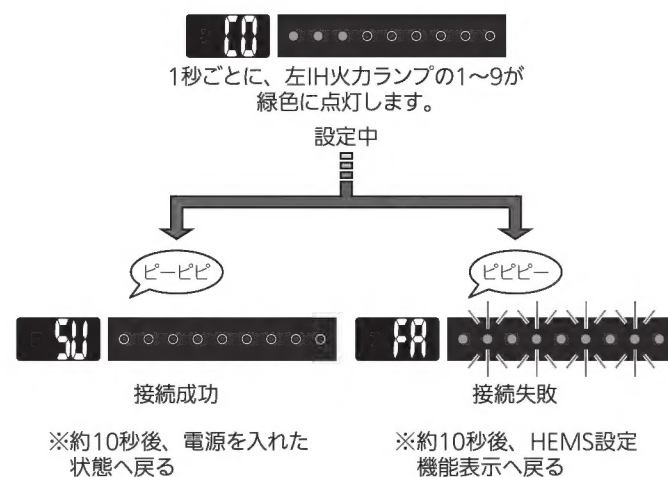 CO
1秒ごとに、左IH火力ランプの1～9が
緑色に点灯します。
設定中
ピーピピ
ピピピー
SU
FA
接続成功
接続失敗
※約10秒後、電源を入れた
状態へ戻る
※約10秒後、HEMS設定
機能表示へ戻る